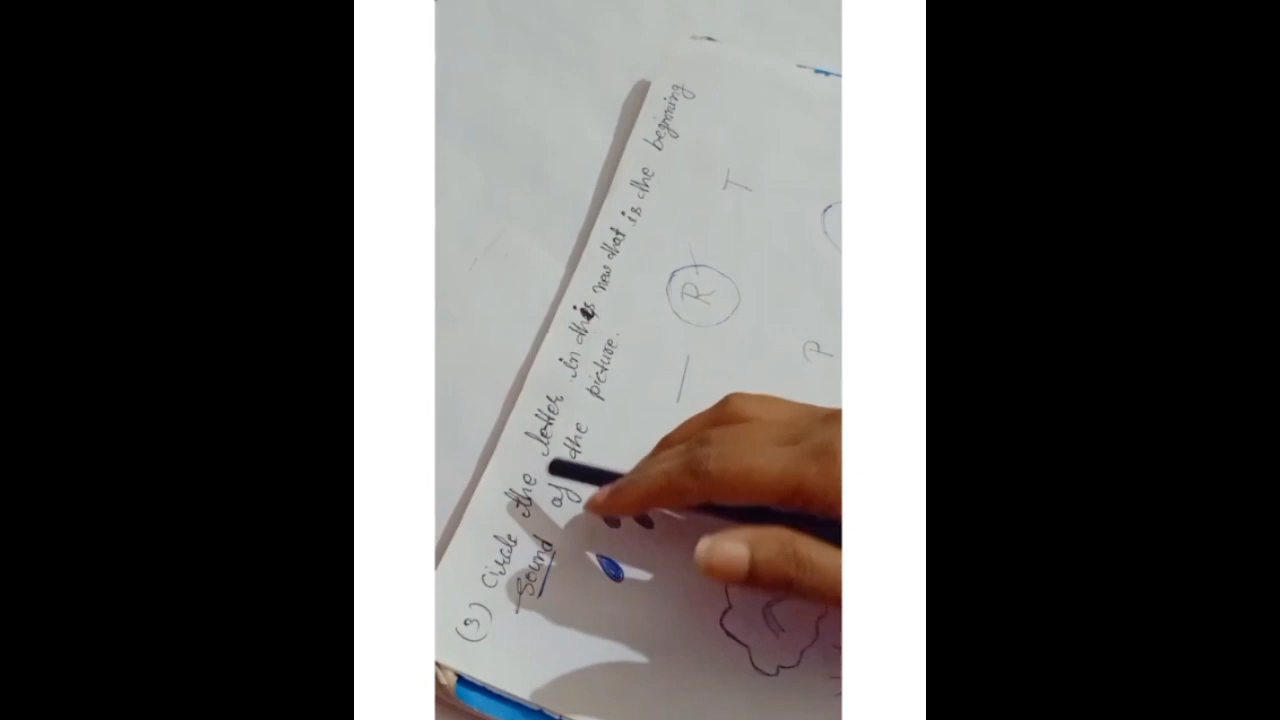 (3) Circle the letter in this row that is the beginning
Sound of the picture.
R T
P